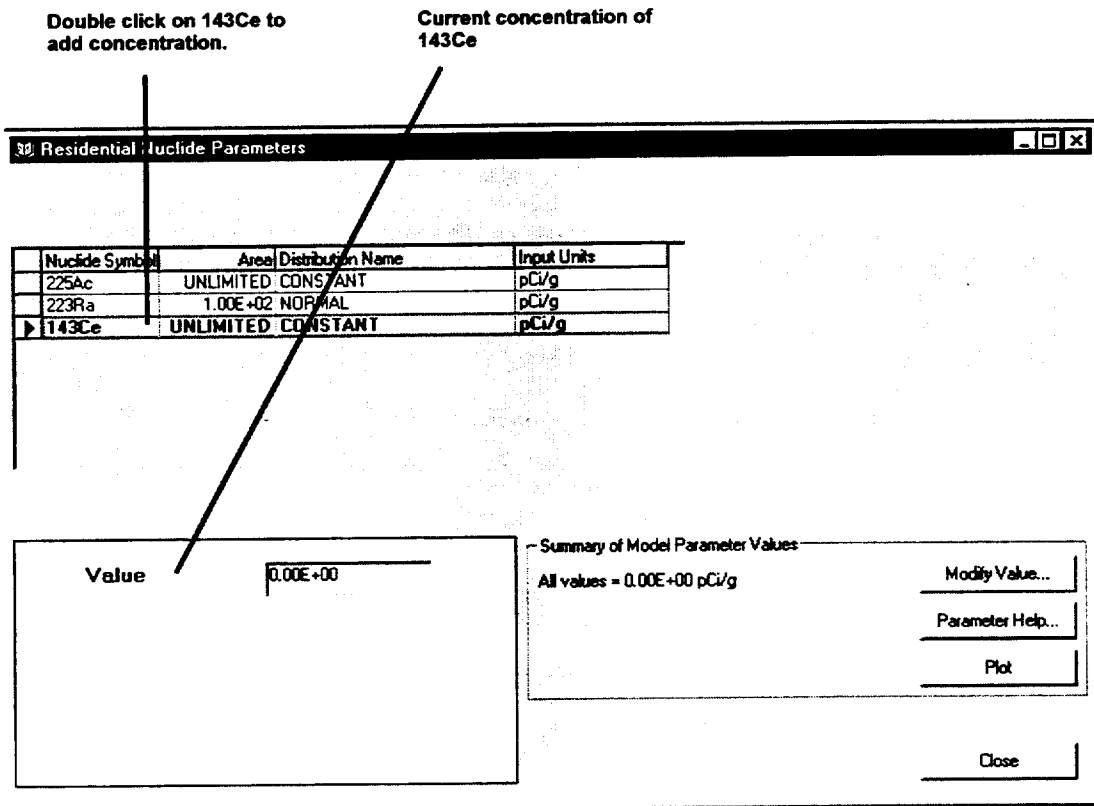 Double click on 143Ce to
add concentration.
Current concentration of
143Ce
Residential Nuclide Parameters
Nuclide Symbol Area Distribution Name Input Units
225Ac UNLIMITED CONSTANT pCi/g
223Ra 1.00E+02 NORMAL pCi/g
143Ce UNLIMITED CONSTANT pCi/g
Value 0.00E+00
Summary of Model Parameter Values
All values = 0.00E+00 pCi/g
Modify Value...
Parameter Help...
Plot
Close